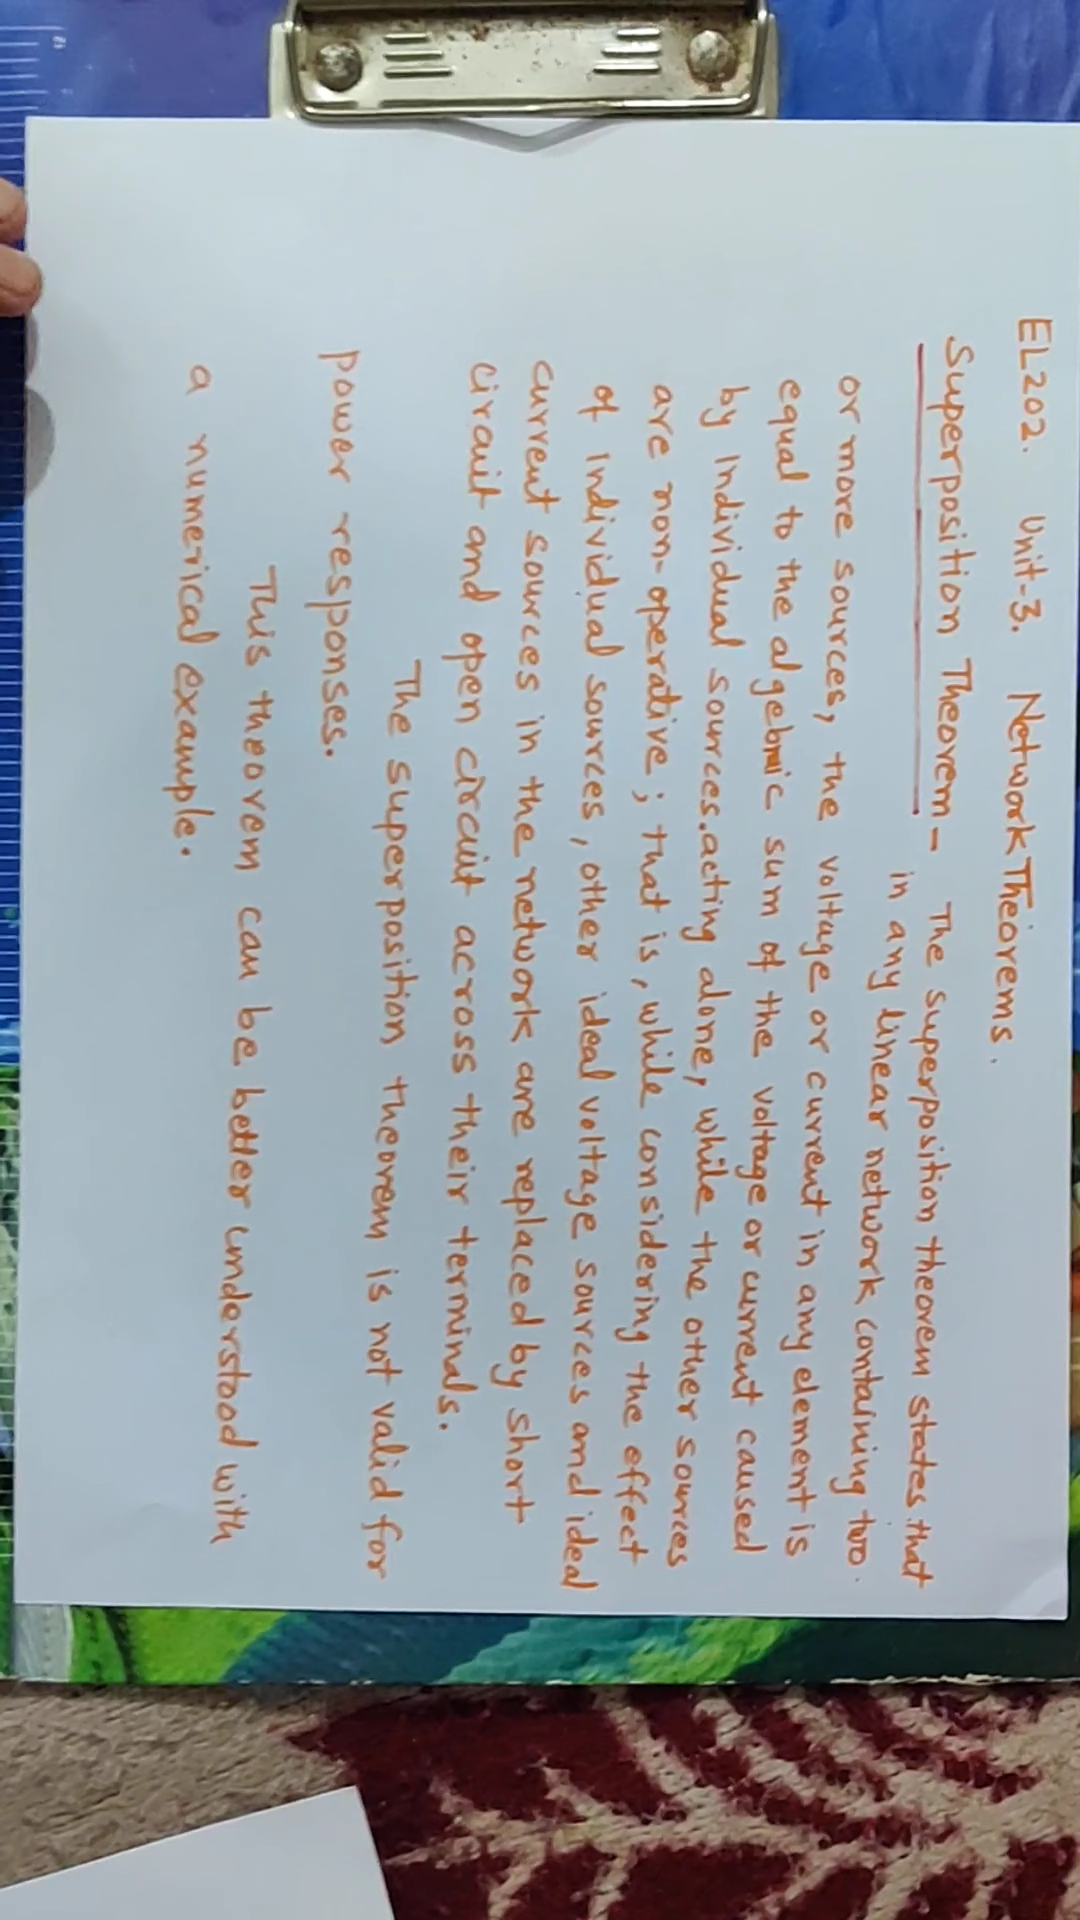 EL202. Unit-3. Network Theorems.
Superposition Theorem - The superposition theorem states that
in any linear network containing two
or more sources, the voltage or current in any element is
equal to the algebraic sum of the voltage or current caused
by individual sources.acting alone, while the other sources
are non-operative; that is, while considering the effect
of individual sources, other ideal voltage sources and ideal
current sources in the network are replaced by short
circuit and open circuit across their terminals.
The superposition theorem is not valid for
power responses.
This theorem can be better understood with
a numerical example.